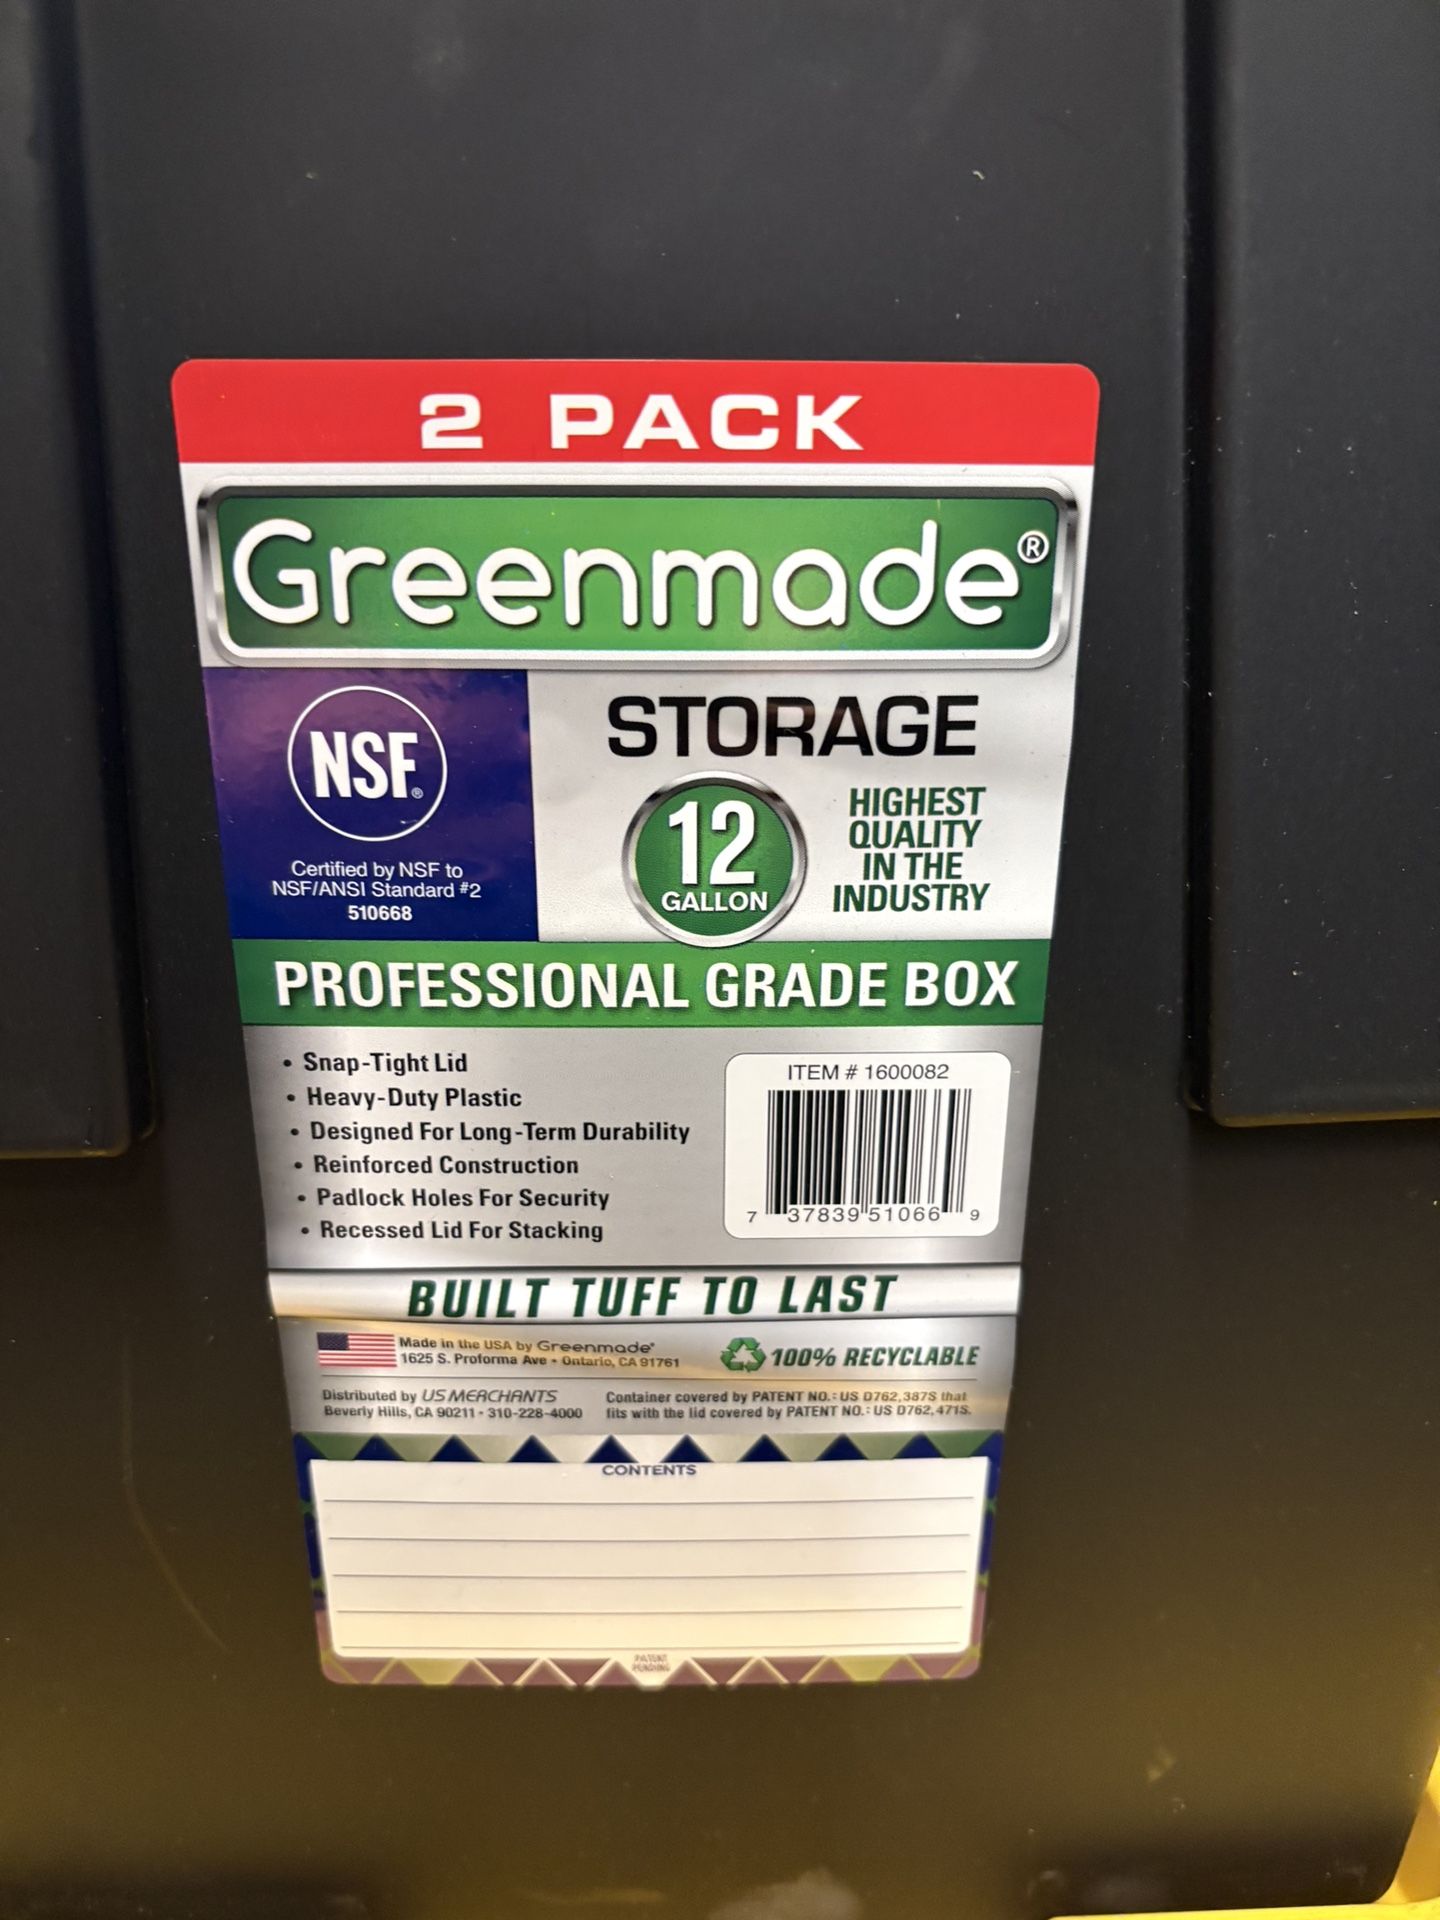 2 PACK
Greenmade®
NSF®
Certified by NSF to
NSF/ANSI Standard #2
510668
STORAGE
12
GALLON
HIGHEST
QUALITY
IN THE
INDUSTRY
PROFESSIONAL GRADE BOX
• Snap-Tight Lid
• Heavy-Duty Plastic
• Designed For Long-Term Durability
• Reinforced Construction
• Padlock Holes For Security
• Recessed Lid For Stacking
ITEM # 1600082
7 37839 51066 9
BUILT TUFF TO LAST
Made in the USA by Greenmade®
1625 S. Proforma Ave • Ontario, CA 91761
100% RECYCLABLE
Distributed by US MERCHANTS
Beverly Hills, CA 90211 • 310-228-4000
Container covered by PATENT NO.: US D762,387S that
fits with the lid covered by PATENT NO.: US D762,471S.
CONTENTS
PATENT
PENDING